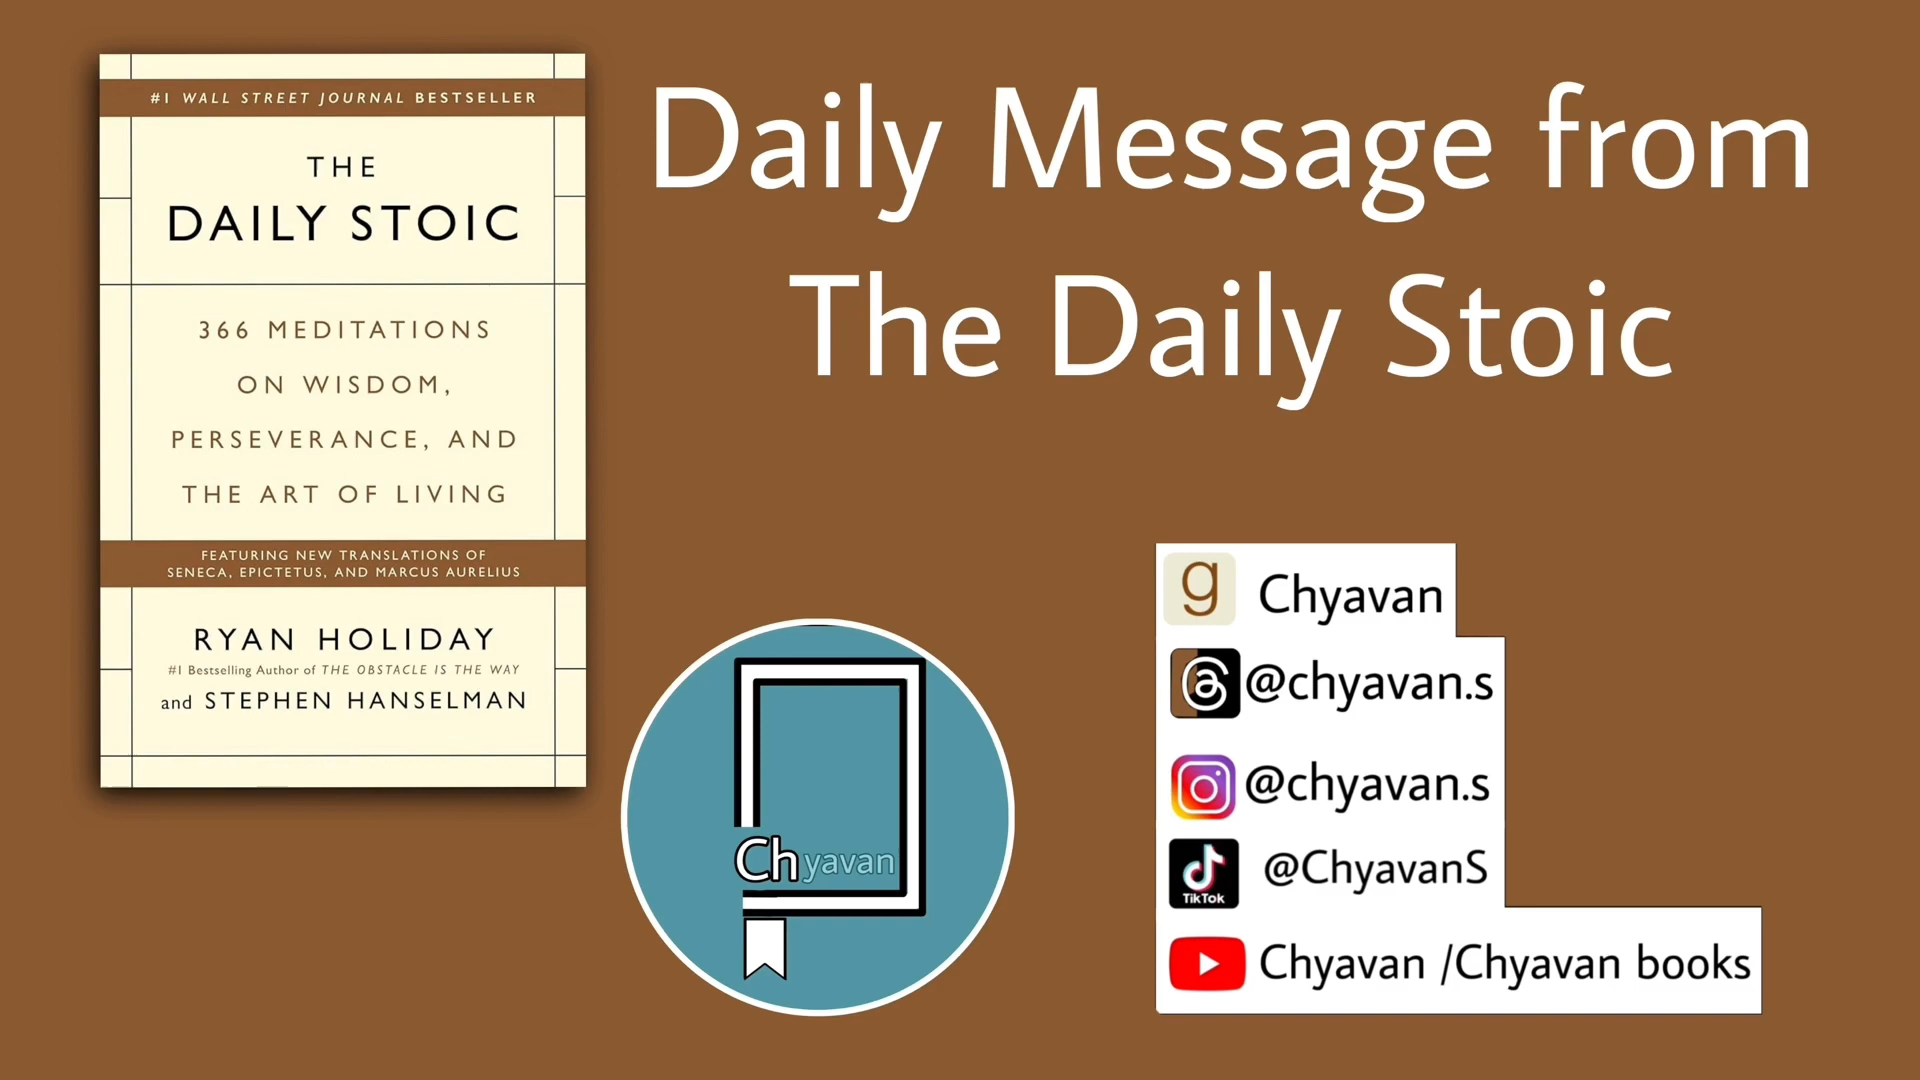 #1 WALL STREET JOURNAL BESTSELLER
THE
DAILY STOIC
366 MEDITATIONS
ON WISDOM,
PERSEVERANCE, AND
THE ART OF LIVING
FEATURING NEW TRANSLATIONS OF
SENECA, EPICTETUS, AND MARCUS AURELIUS
RYAN HOLIDAY
#1 Bestselling Author of THE OBSTACLE IS THE WAY
and STEPHEN HANSELMAN
Daily Message from
The Daily Stoic
Chyavan
g Chyavan
@chyavan.s
@chyavan.s
TikTok @ChyavanS
Chyavan /Chyavan books